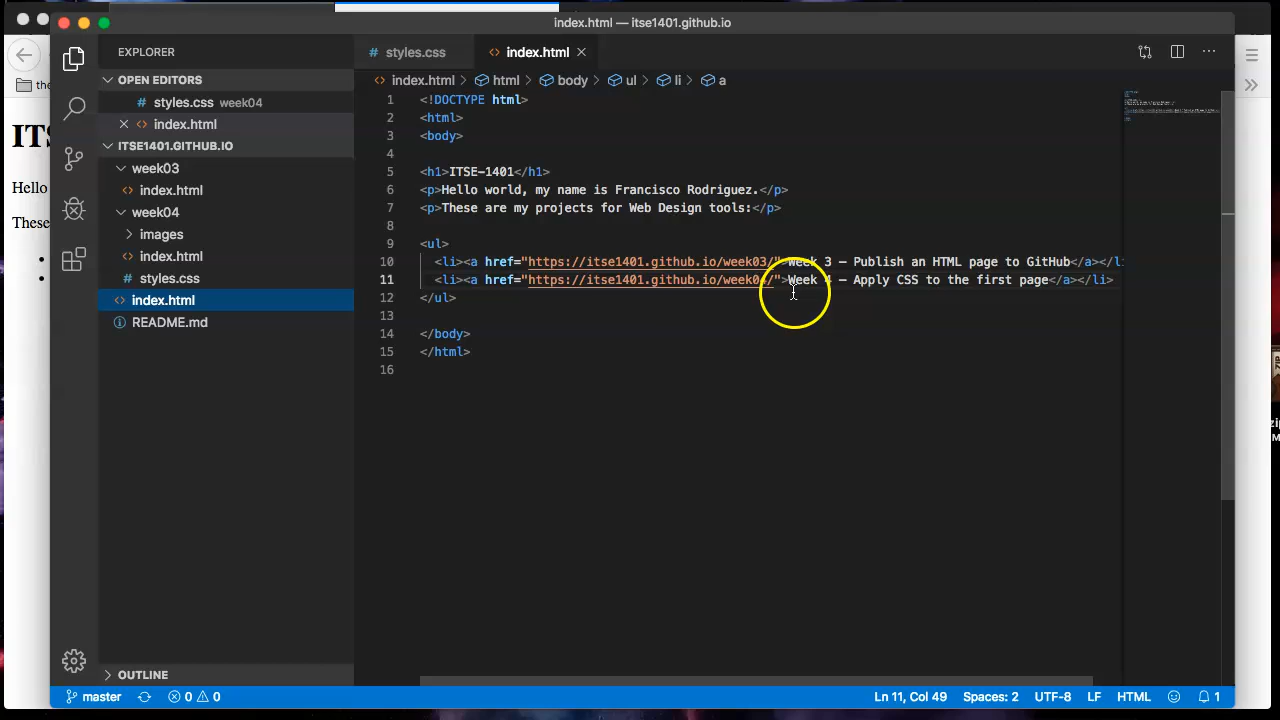 index.html — itse1401.github.io
EXPLORER
OPEN EDITORS
styles.css week04
index.html
ITSE1401.GITHUB.IO
week03
index.html
week04
images
index.html
styles.css
index.html
README.md
OUTLINE
styles.css
index.html
index.html > html > body > ul > li > a
1 <!DOCTYPE html>
2 <html>
3 <body>
4
5 <h1>ITSE-1401</h1>
6 <p>Hello world, my name is Francisco Rodriguez.</p>
7 <p>These are my projects for Web Design tools:</p>
8
9 <ul>
10 <li><a href="https://itse1401.github.io/week03/">Week 3 – Publish an HTML page to GitHub</a></l
11 <li><a href="https://itse1401.github.io/week04/">Week 4 – Apply CSS to the first page</a></li>
12 </ul>
13
14 </body>
15 </html>
16
master
0 0
Ln 11, Col 49
Spaces: 2
UTF-8
LF
HTML
1
the
ITS
Hello
These
ZIP